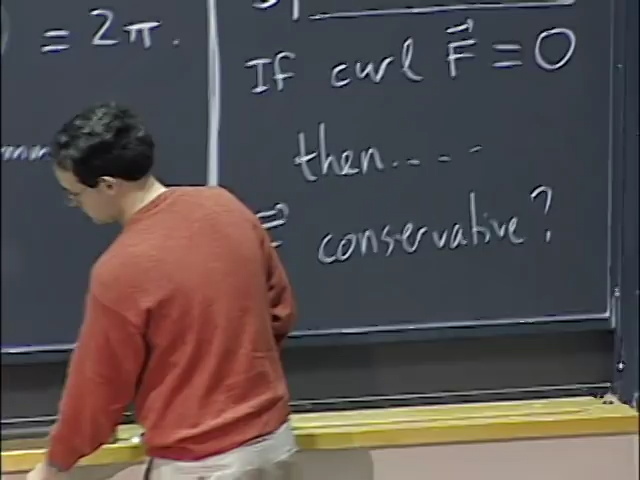 = 2π.
If curl F⃗ = 0
then....
⇒ conservative?